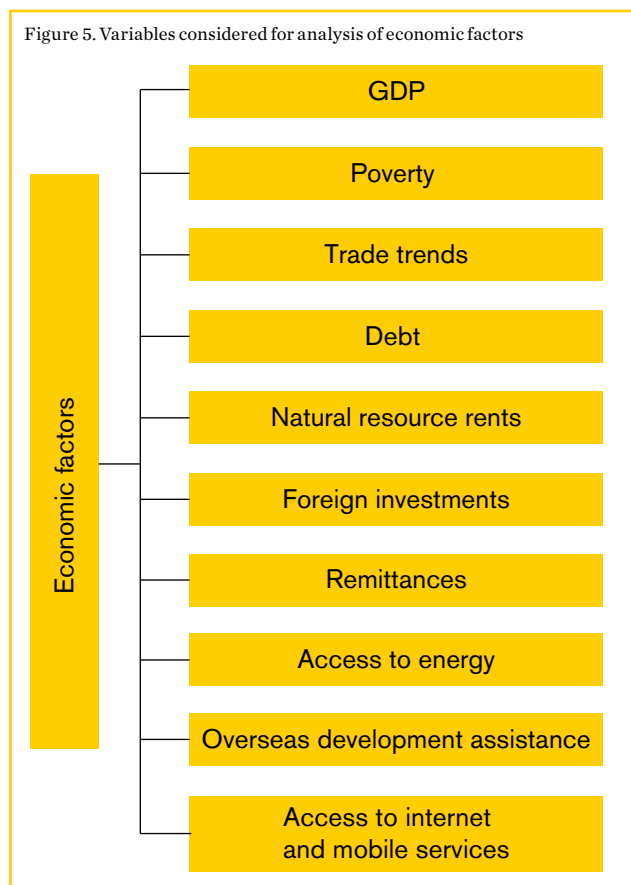 Figure 5. Variables considered for analysis of economic factors
Economic factors
GDP
Poverty
Trade trends
Debt
Natural resource rents
Foreign investments
Remittances
Access to energy
Overseas development assistance
Access to internet
and mobile services